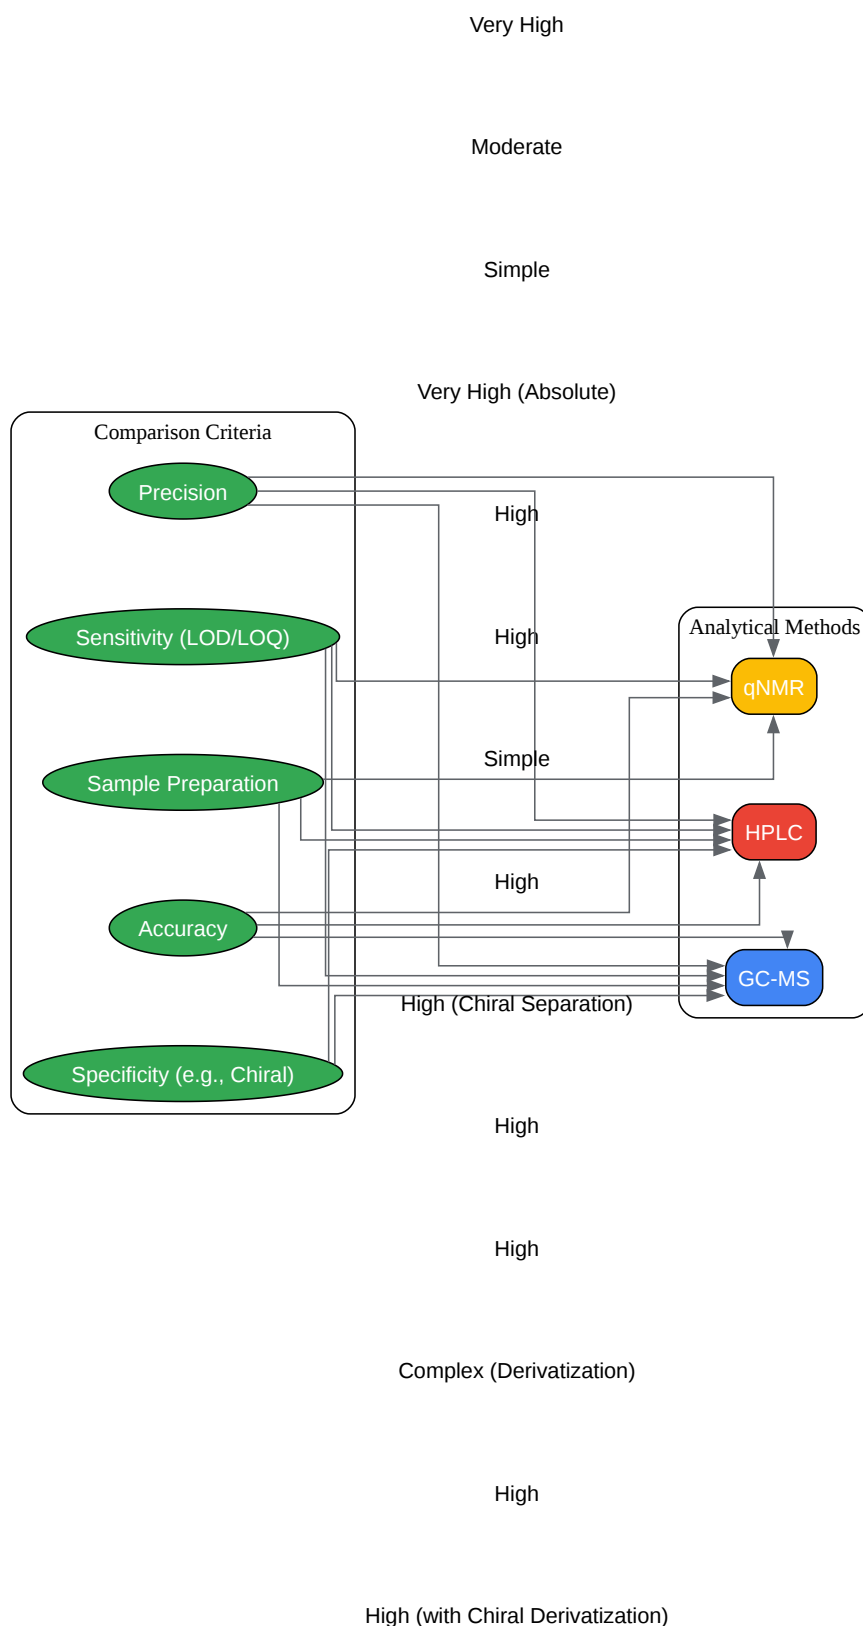 Very High
Moderate
Simple
Very High (Absolute)
Comparison Criteria
Precision
High
Analytical Methods
Sensitivity (LOD/LOQ)
High
qNMR
Simple
Sample Preparation
HPLC
High
Accuracy
GC-MS
High (Chiral Separation)
Specificity (e.g., Chiral)
High
High
Complex (Derivatization)
High
High (with Chiral Derivatization)